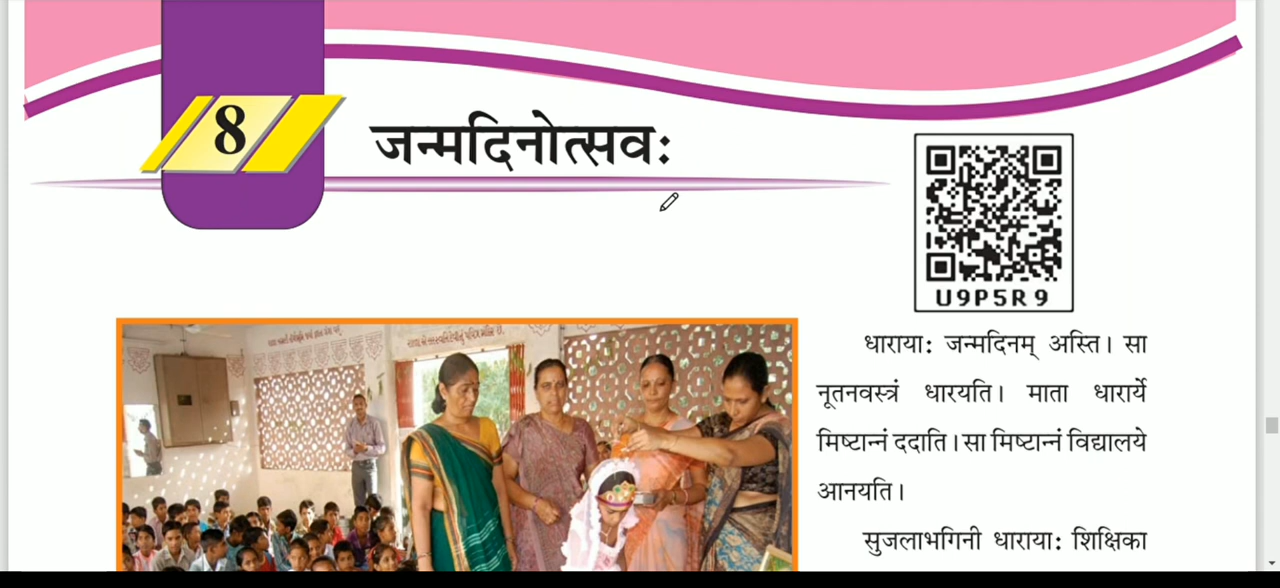 8
जन्मदिनोत्सवः
U9P5R9
धारायाः जन्मदिनम् अस्ति। सा
नूतनवस्त्रं धारयति। माता धारार्ये
मिष्टान्नं ददाति। सा मिष्टान्नं विद्यालये
आनयति।
सुजलाभगिनी धारायाः शिक्षिका